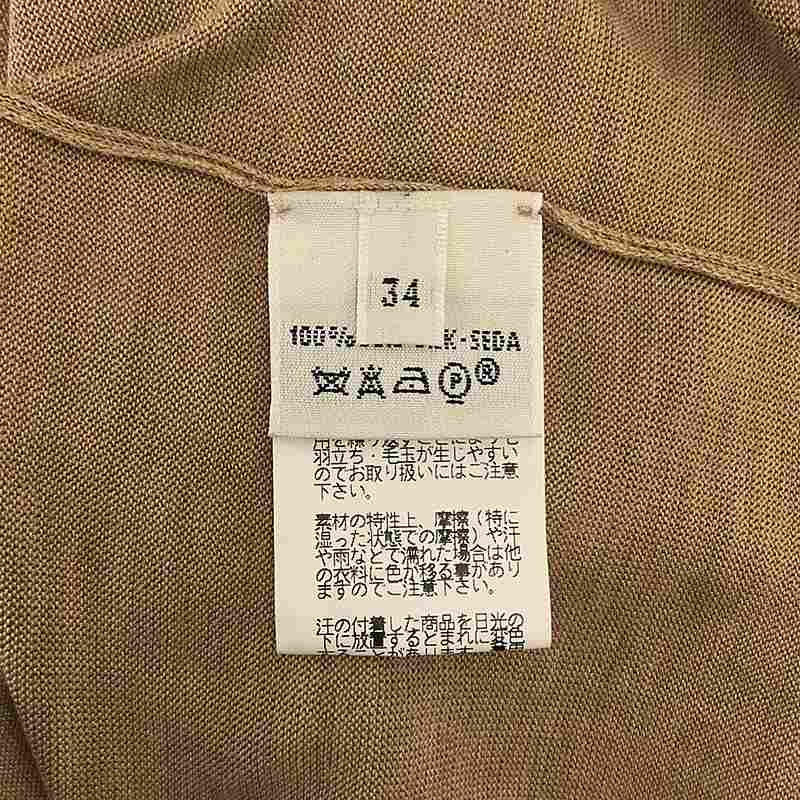 34
100% SEDA
P
®
羽立ち・毛玉が生じやすい
のでお取り扱いにはご注意
下さい。
素材の特性上、摩擦(特に
湿った状態での摩擦)や汗
や雨などで濡れた場合は他
の衣料に色が移る事があり
ますのでご注意下さい。
汗の付着した商品を日光の
下に放置するとまれに変色